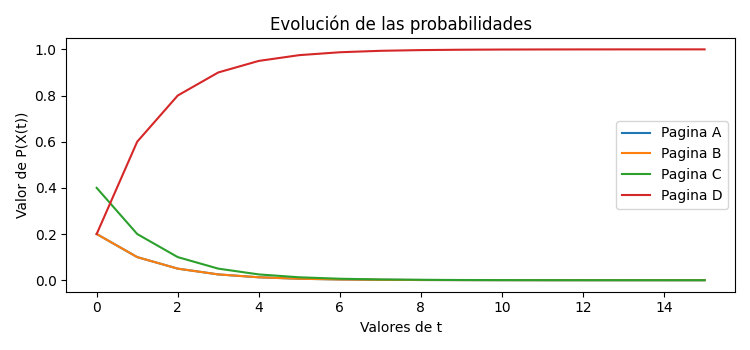 Evolución de las probabilidades
Valor de P(X(t))
1.0
0.8
0.6
0.4
0.2
0.0
Pagina A
Pagina B
Pagina C
Pagina D
0 2 4 6 8 10 12 14
Valores de t